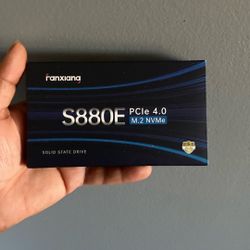 fanxiang
S880E
PCIe 4.0
M.2 NVMe
SOLID STATE DRIVE